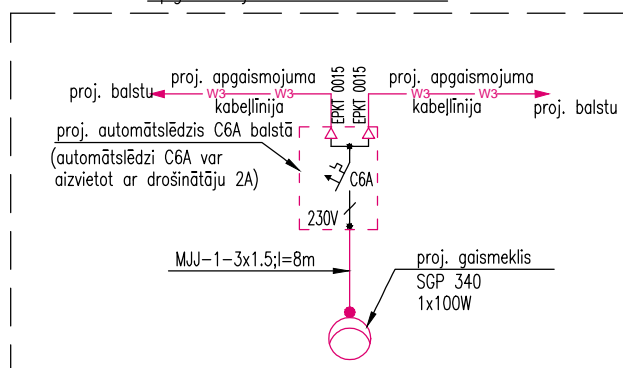 proj. apgaismojuma
W3 W3
kabeļlīnija
proj. balstu
EPKT 0015
EPKT 0015
proj. apgaismojuma
W3 W3
kabeļlīnija
proj. balstu
proj. automātslēdzis C6A balstā
(automātslēdzi C6A var
aizvietot ar drošinātāju 2A)
C6A
230V
MJJ-1-3x1.5;l=8m
proj. gaismeklis
SGP 340
1x100W